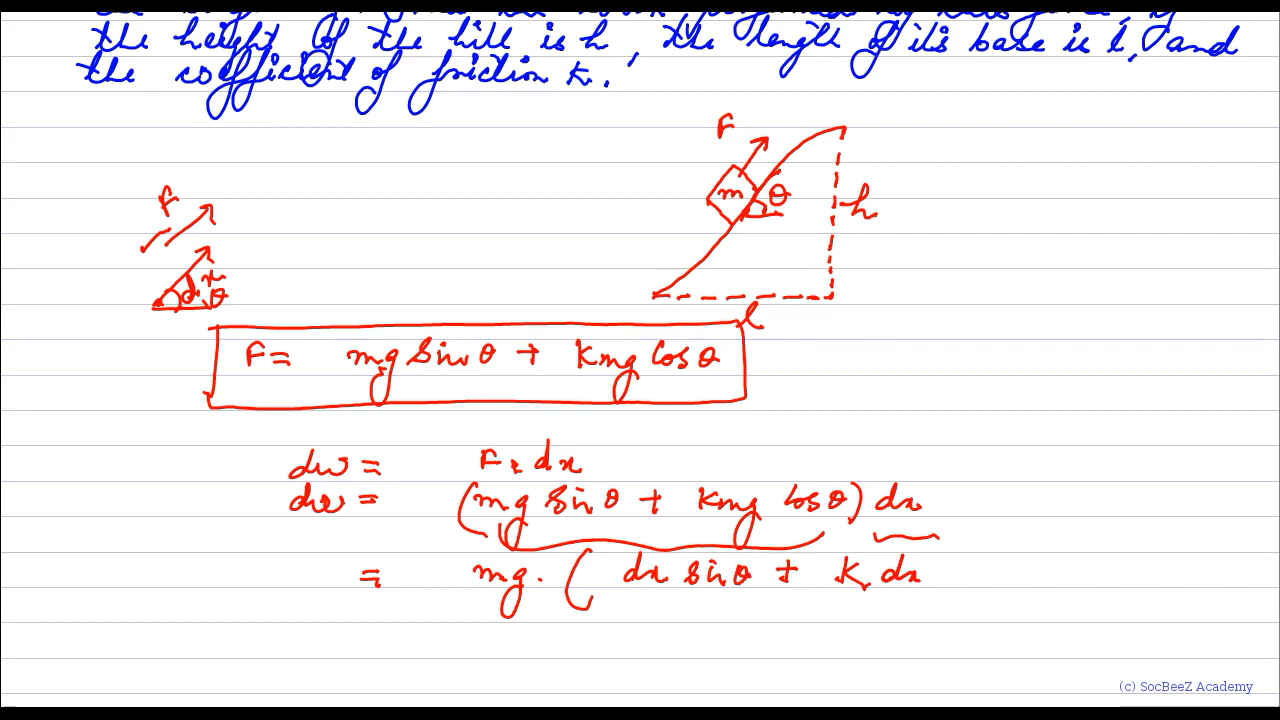 the height of the hill is h, the length of its base is l, and
the coefficient of friction k.
F
m
θ
h
l
F
dx
θ
F = mg sin θ + kmg cos θ
dw = F. dx
dw = (mg sin θ + kmg cos θ) dx
= mg. ( dx sin θ + k dx
(c) SocBeeZ Academy